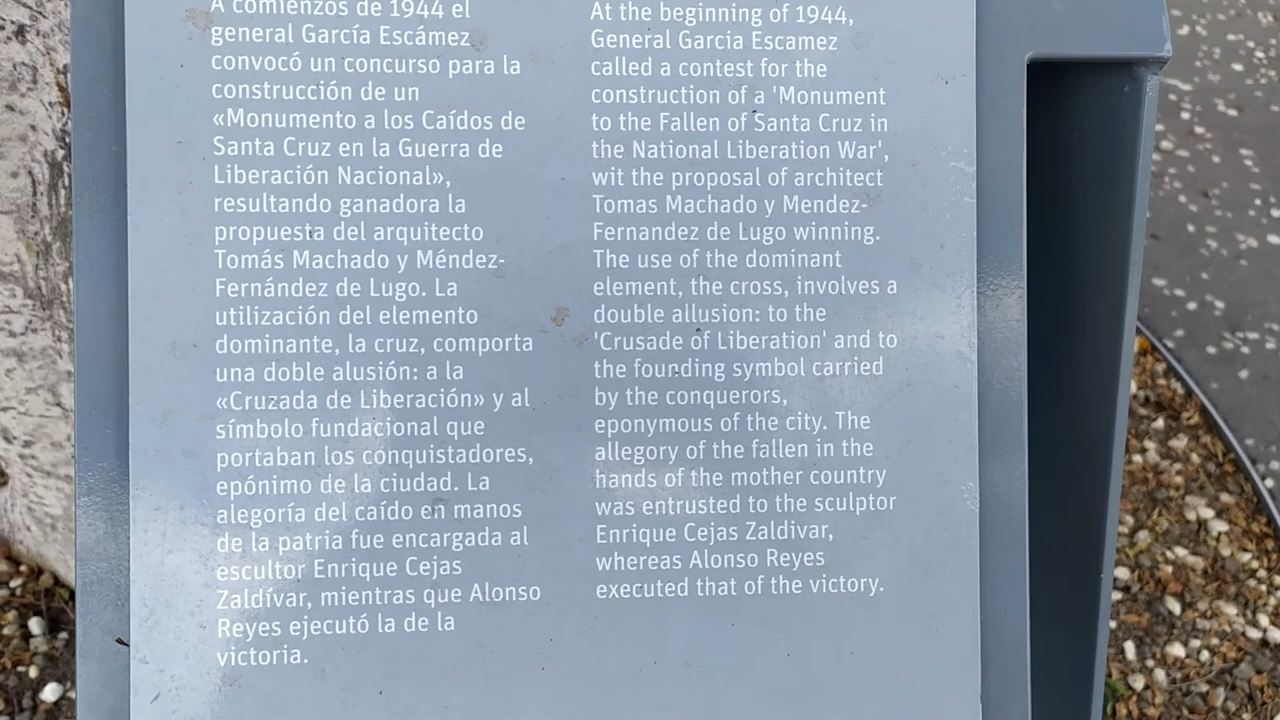 A comienzos de 1944 el
general García Escámez
convocó un concurso para la
construcción de un
«Monumento a los Caídos de
Santa Cruz en la Guerra de
Liberación Nacional»,
resultando ganadora la
propuesta del arquitecto
Tomás Machado y Méndez-
Fernández de Lugo. La
utilización del elemento
dominante, la cruz, comporta
una doble alusión: a la
«Cruzada de Liberación» y al
símbolo fundacional que
portaban los conquistadores,
epónimo de la ciudad. La
alegoría del caído en manos
de la patria fue encargada al
escultor Enrique Cejas
Zaldívar, mientras que Alonso
Reyes ejecutó la de la
victoria.
At the beginning of 1944,
General Garcia Escamez
called a contest for the
construction of a 'Monument
to the Fallen of Santa Cruz in
the National Liberation War',
wit the proposal of architect
Tomas Machado y Mendez-
Fernandez de Lugo winning.
The use of the dominant
element, the cross, involves a
double allusion: to the
'Crusade of Liberation' and to
the founding symbol carried
by the conquerors,
eponymous of the city. The
allegory of the fallen in the
hands of the mother country
was entrusted to the sculptor
Enrique Cejas Zaldivar,
whereas Alonso Reyes
executed that of the victory.